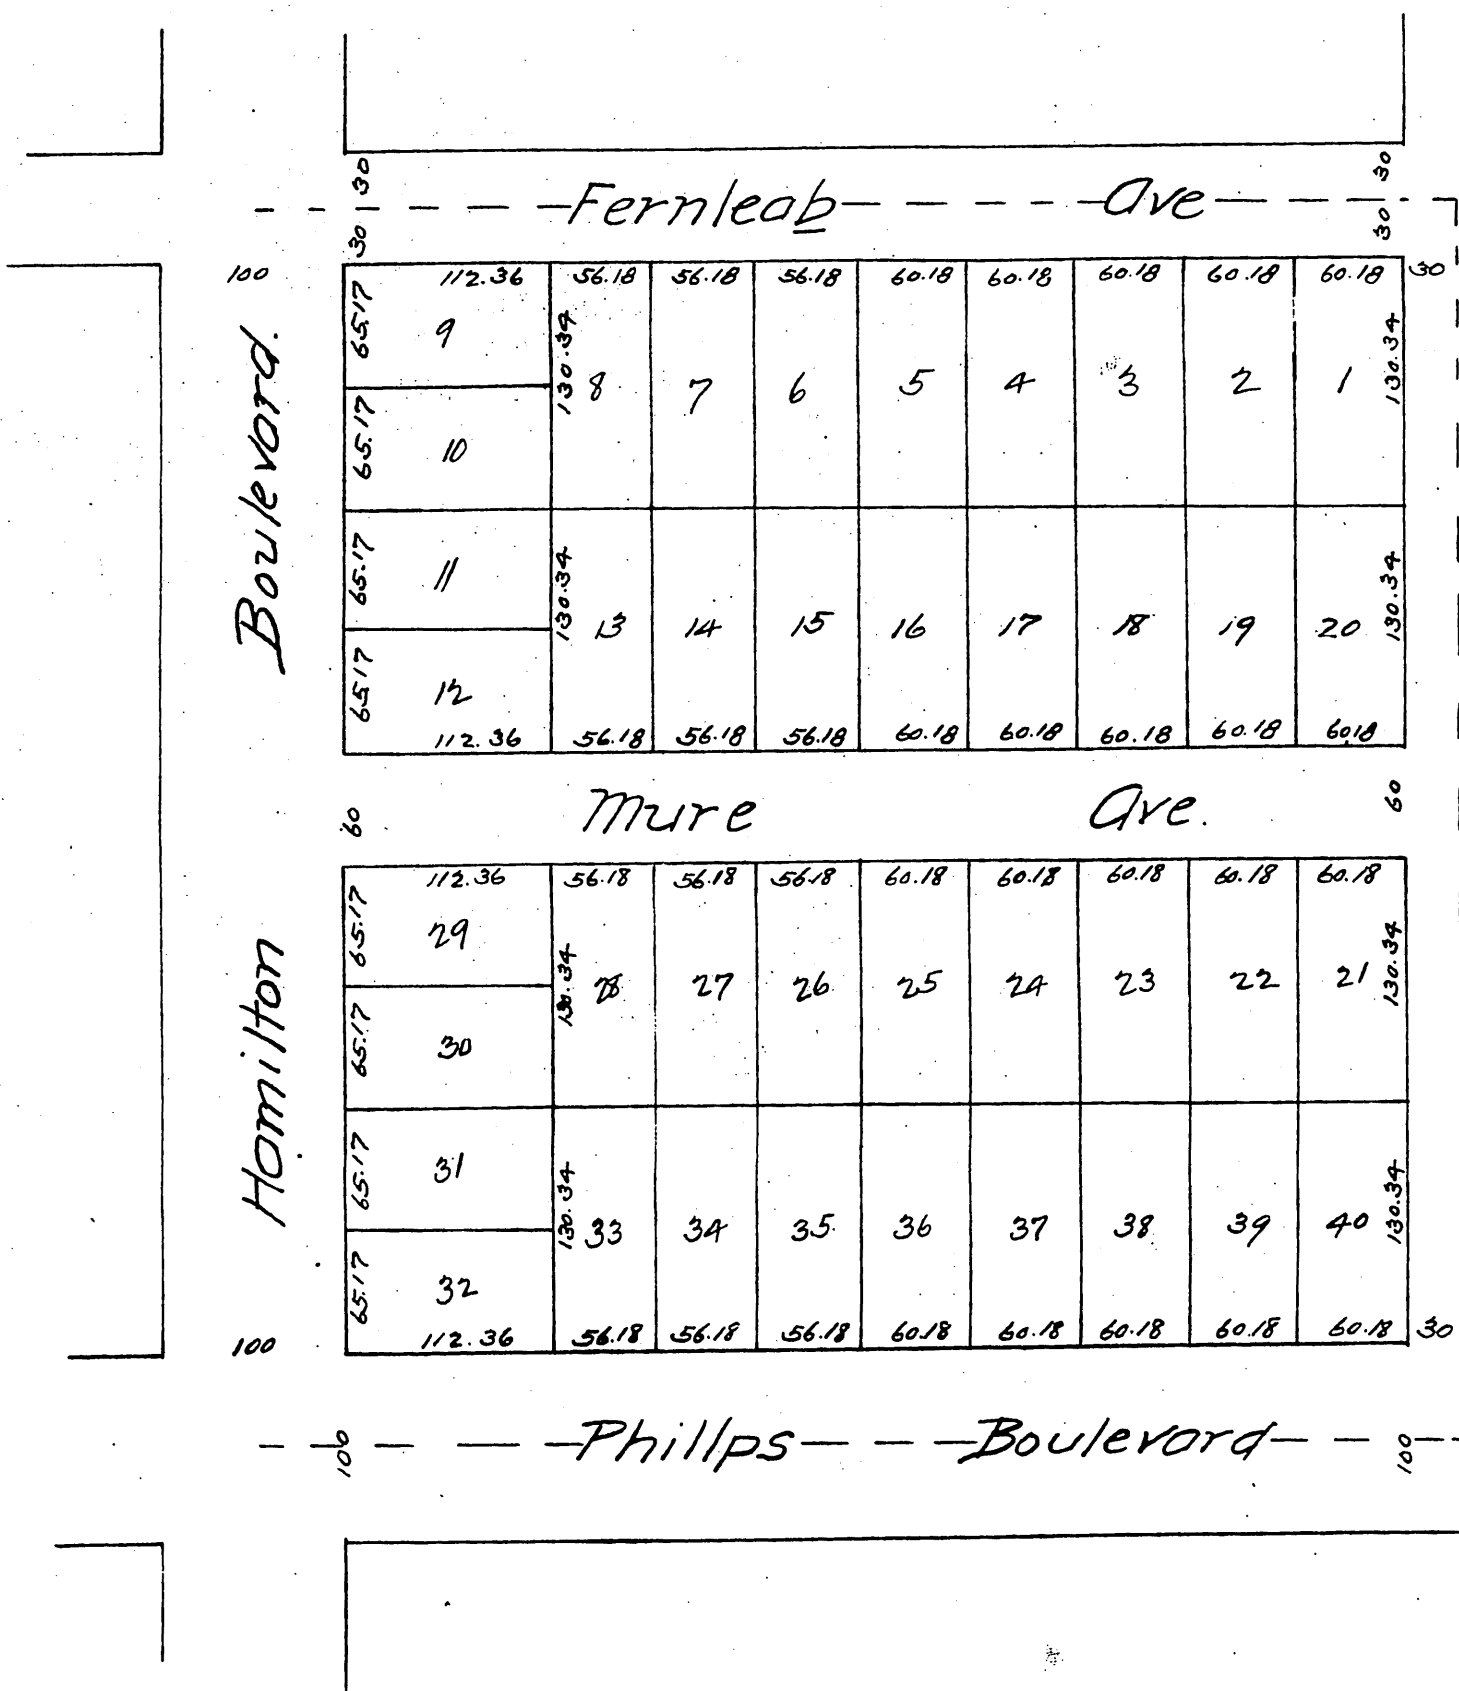 30 30
Fernleab Ave
30 30
100 112.36 56.18 56.18 56.18 60.18 60.18 60.18 60.18 60.18 30
65.17 9 130.34 8 7 6 5 4 3 2 1 130.34
65.17 10
65.17 11 130.34 13 14 15 16 17 18 19 20 130.34
65.17 12
112.36 56.18 56.18 56.18 60.18 60.18 60.18 60.18 60.18
Homilton Boulevord.
60 Mure Ave. 60
112.36 56.18 56.18 56.18 60.18 60.18 60.18 60.18 60.18
65.17 29 130.34 28 27 26 25 24 23 22 21 130.34
65.17 30
65.17 31 130.34 33 34 35 36 37 38 39 40 130.34
65.17 32
100 112.36 56.18 56.18 56.18 60.18 60.18 60.18 60.18 60.18 30
100 Phillps Boulevord 100